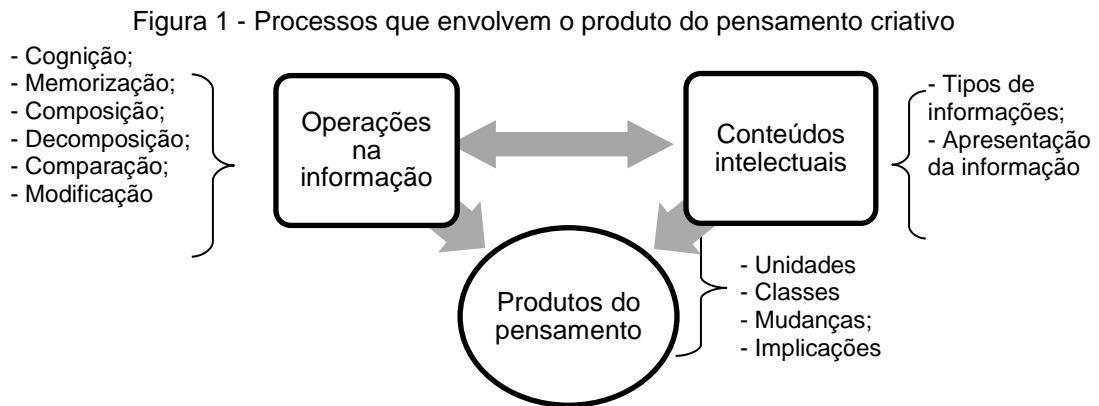 Figura 1 - Processos que envolvem o produto do pensamento criativo
- Cognição;
- Memorização;
- Composição;
- Decomposição;
- Comparação;
- Modificação
Operações
na
informação
Conteúdos
intelectuais
- Tipos de
informações;
- Apresentação
da informação
Produtos do
pensamento
- Unidades
- Classes
- Mudanças;
- Implicações